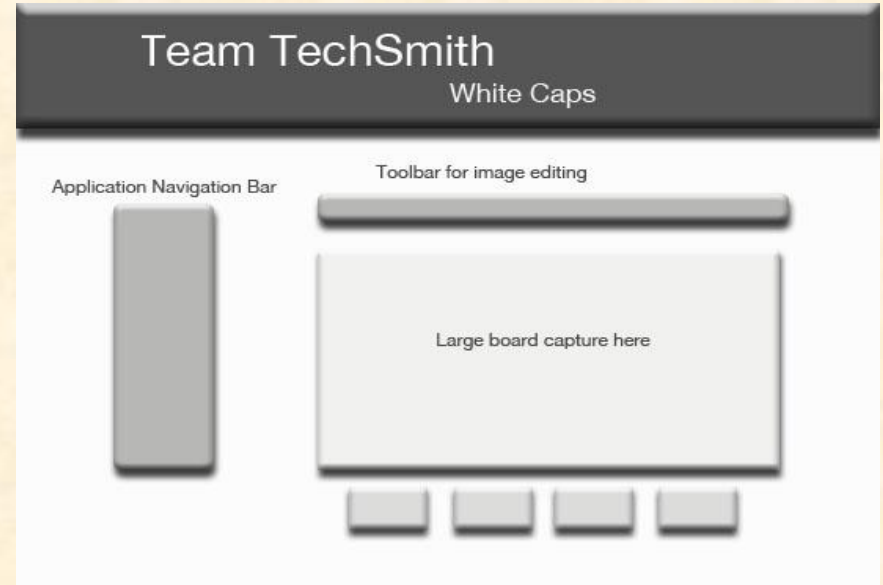 Team TechSmith
White Caps
Application Navigation Bar
Toolbar for image editing
Large board capture here